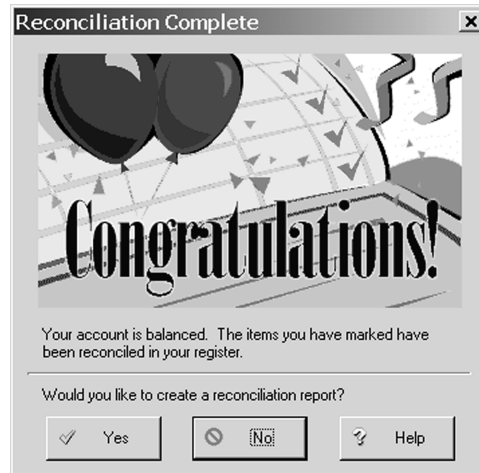 Reconciliation Complete
Congratulations!
Your account is balanced. The items you have marked have
been reconciled in your register.
Would you like to create a reconciliation report?
Yes No Help